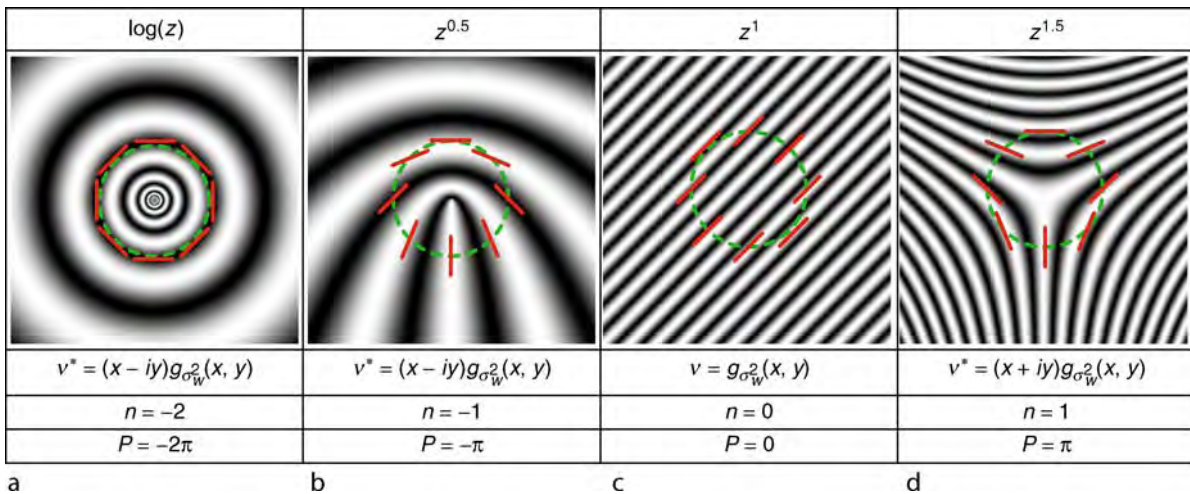 log(z) z^0.5 z^1 z^1.5
ν* = (x − iy)g_{σ_w^2}(x, y) ν* = (x − iy)g_{σ_w^2}(x, y) ν = g_{σ_w^2}(x, y) ν* = (x + iy)g_{σ_w^2}(x, y)
n = −2 n = −1 n = 0 n = 1
P = −2π P = −π P = 0 P = π
a b c d